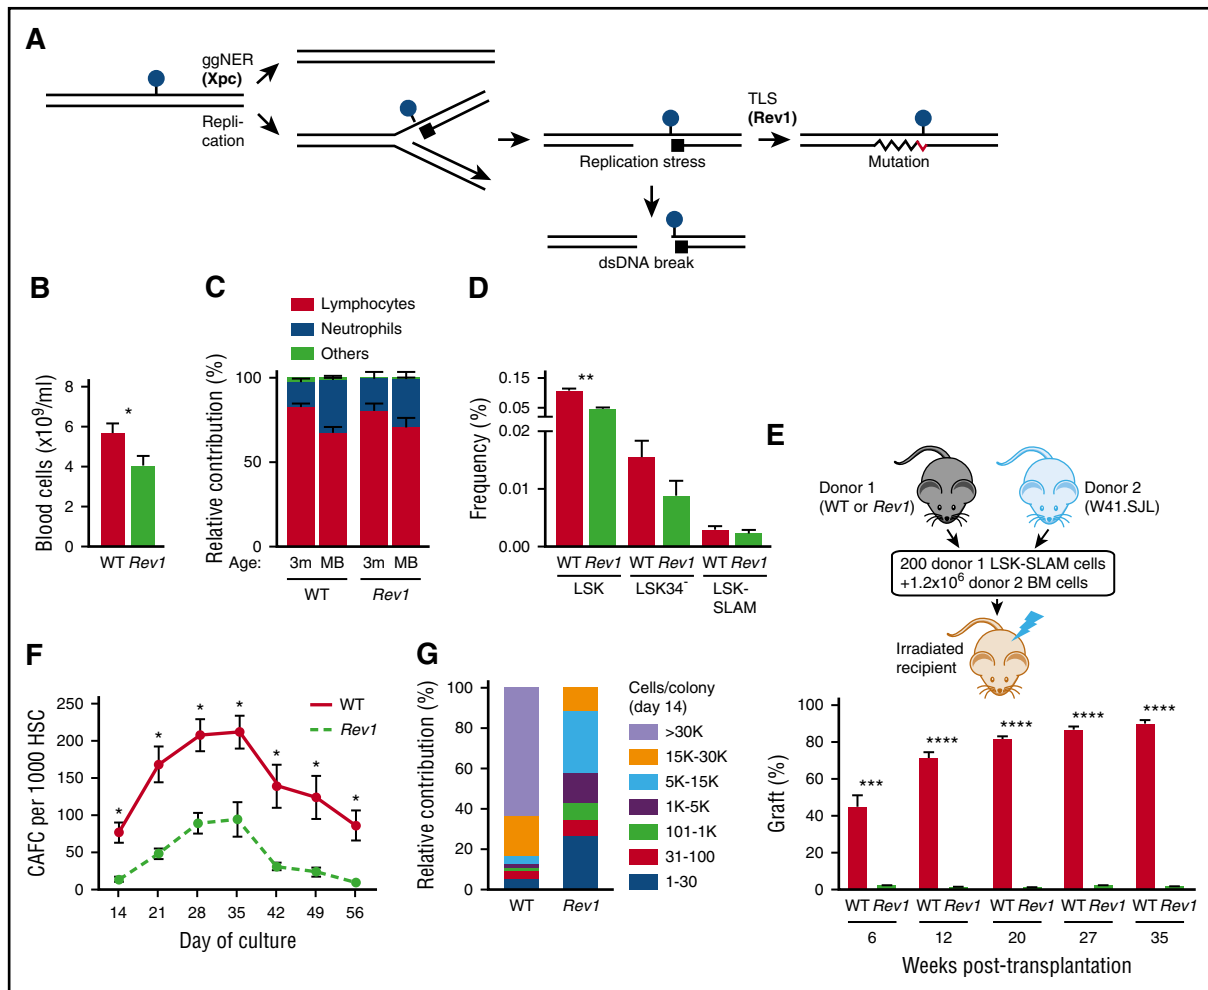 A
ggNER
(Xpc)
Repli-
cation
Replication stress
dsDNA break
TLS
(Rev1)
Mutation
B
Blood cells (x10⁹/ml)
8
6
4
2
0
*
WT Rev1
C
Lymphocytes
Neutrophils
Others
Relative contribution (%)
100
50
0
Age: 3m MB 3m MB
WT Rev1
D
Frequency (%)
0.15
0.05
0.02
0.01
0.00
**
WT Rev1 WT Rev1 WT Rev1
LSK LSK34⁻ LSK-
SLAM
E
Donor 1
(WT or Rev1)
Donor 2
(W41.SJL)
200 donor 1 LSK-SLAM cells
+1.2x10⁶ donor 2 BM cells
Irradiated
recipient
Graft (%)
100
80
60
40
20
0
*** **** **** **** ****
WT Rev1 WT Rev1 WT Rev1 WT Rev1 WT Rev1
6 12 20 27 35
Weeks post-transplantation
F
CAFC per 1000 HSC
250
200
150
100
50
0
WT
Rev1
* * * * * * *
14 21 28 35 42 49 56
Day of culture
G
Relative contribution (%)
100
80
60
40
20
0
WT Rev1
Cells/colony
(day 14)
>30K
15K-30K
5K-15K
1K-5K
101-1K
31-100
1-30